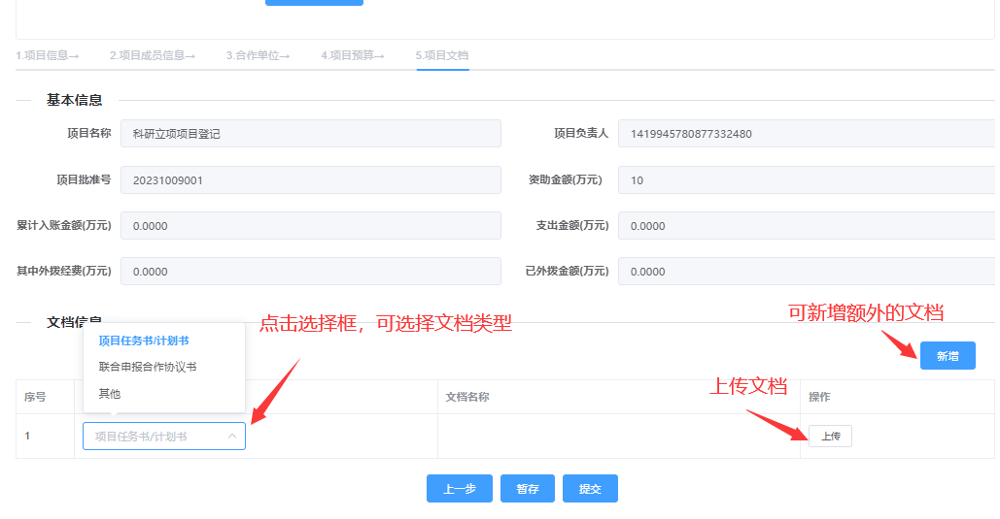 1.项目信息→ 2.项目成员信息→ 3.合作单位→ 4.项目预算→ 5.项目文档
基本信息
项目名称 科研立项项目登记 项目负责人 1419945780877332480
项目批准号 20231009001 资助金额(万元) 10
累计入账金额(万元) 0.0000 支出金额(万元) 0.0000
其中外拨经费(万元) 0.0000 已外拨金额(万元) 0.0000
文档信息
点击选择框，可选择文档类型
可新增额外的文档
项目任务书/计划书
联合申报合作协议书
其他
新增
上传文档
序号 文档名称 操作
1 项目任务书/计划书 上传
上一步 暂存 提交